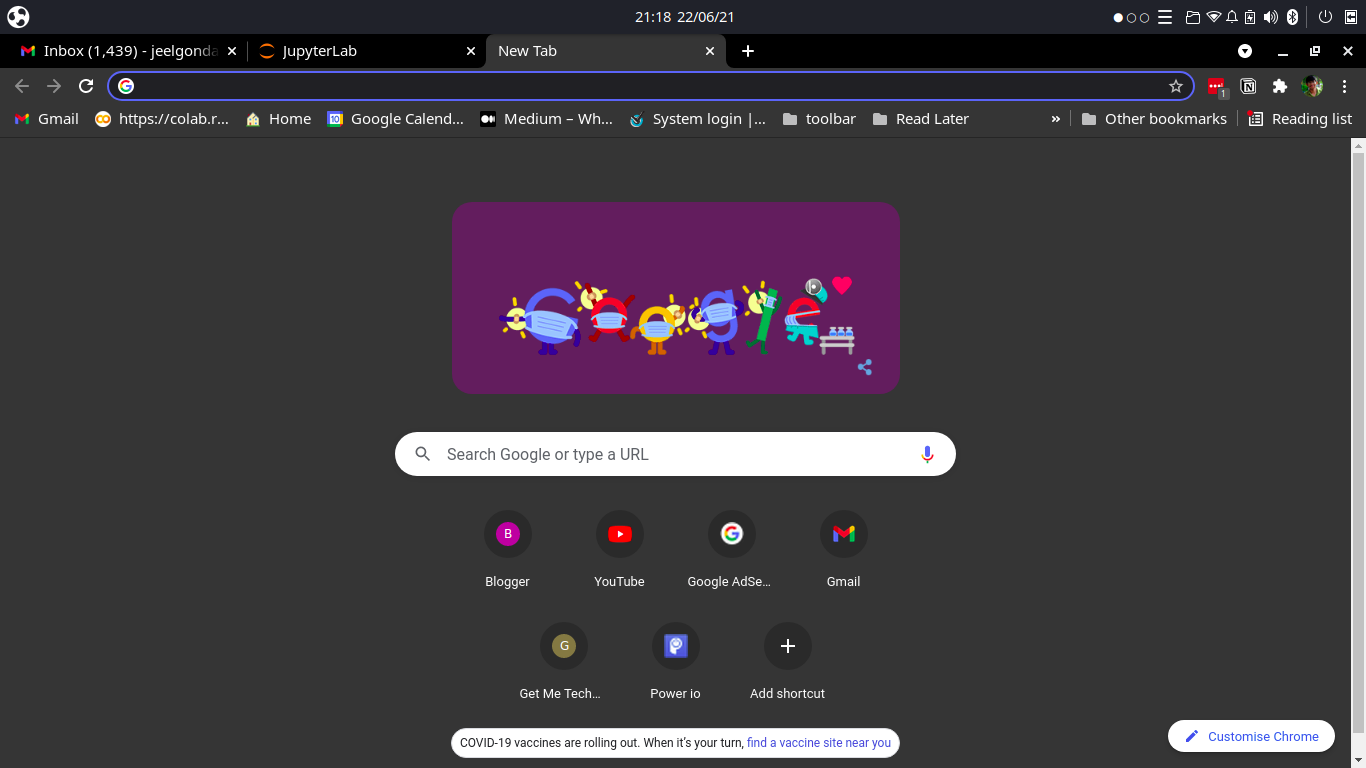 21:18 22/06/21
Inbox (1,439) - jeelgonda
JupyterLab
New Tab
1
Gmail
https://colab.r...
Home
10
Google Calend...
Medium – Wh...
System login |...
toolbar
Read Later
»
Other bookmarks
Reading list
Google
Search Google or type a URL
B
Blogger
YouTube
G
Google AdSe...
Gmail
G
Get Me Tech...
P
Power io
Add shortcut
COVID-19 vaccines are rolling out. When it's your turn, find a vaccine site near you
Customise Chrome